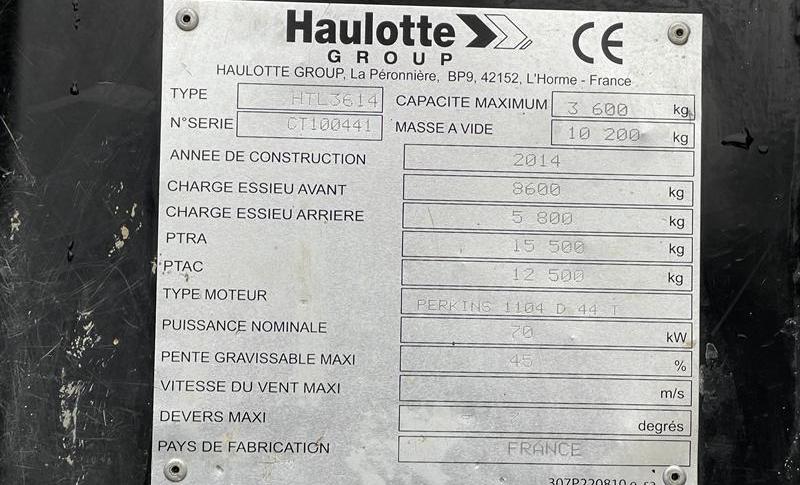 Haulotte
GROUP
CE
HAULOTTE GROUP, La Péronnière, BP9, 42152, L'Horme - France
TYPE HTL3614 CAPACITE MAXIMUM 3 600 kg
N°SERIE CT100441 MASSE A VIDE 10 200 kg
ANNEE DE CONSTRUCTION 2014
CHARGE ESSIEU AVANT 8600 kg
CHARGE ESSIEU ARRIERE 5 800 kg
PTRA 15 500 kg
PTAC 12 500 kg
TYPE MOTEUR PERKINS 1104 D 44 T
PUISSANCE NOMINALE 70 kW
PENTE GRAVISSABLE MAXI 45 %
VITESSE DU VENT MAXI m/s
DEVERS MAXI degrés
PAYS DE FABRICATION FRANCE
307P220810